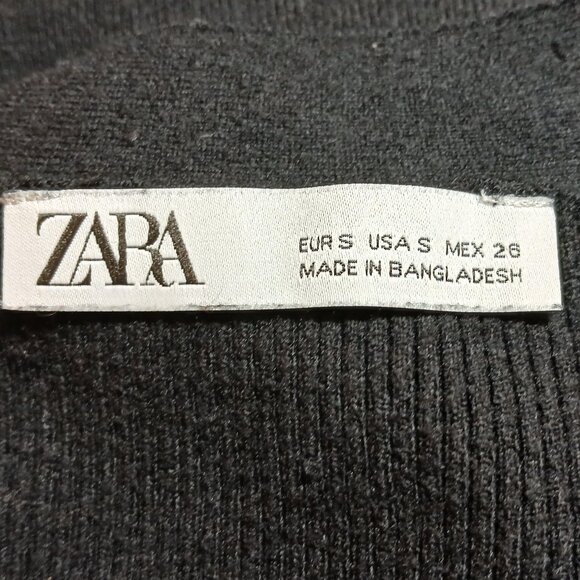 ZARA
EUR S USA S MEX 26
MADE IN BANGLADESH